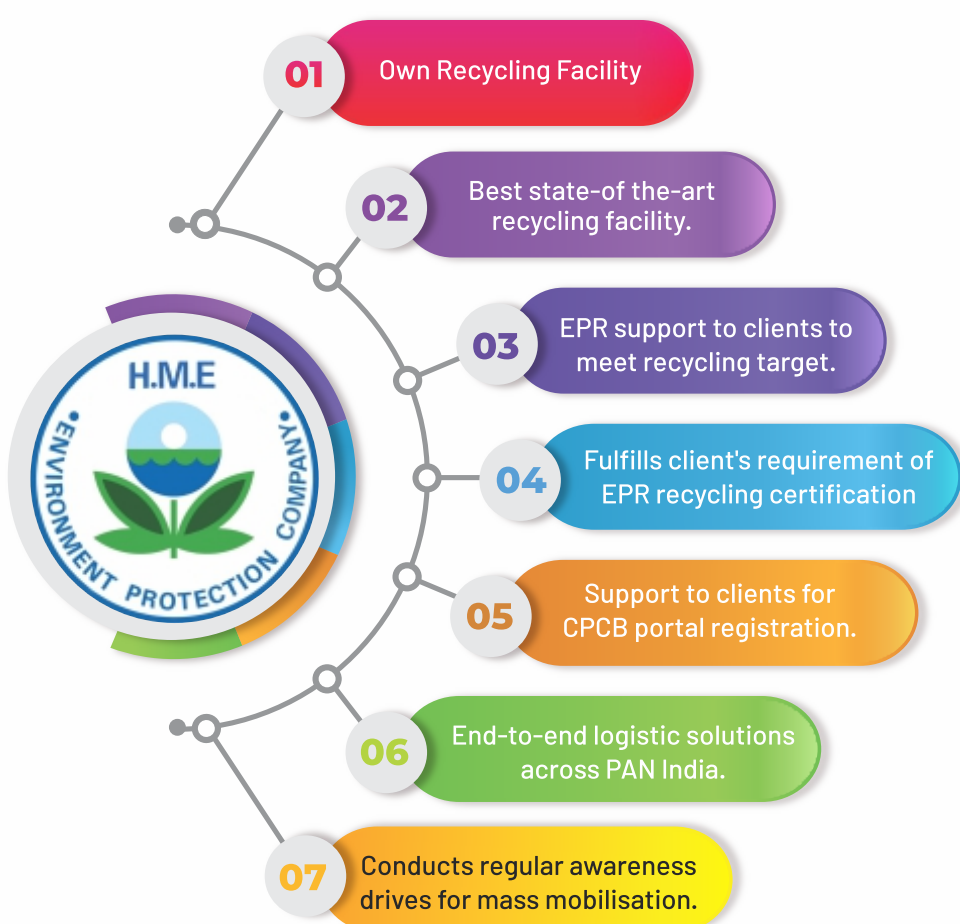 01
Own Recycling Facility
02
Best state-of the-art
recycling facility.
03
EPR support to clients to
meet recycling target.
H.M.E
ENVIRONMENT PROTECTION COMPANY
04
Fulfills client's requirement of
EPR recycling certification
05
Support to clients for
CPCB portal registration.
06
End-to-end logistic solutions
across PAN India.
07
Conducts regular awareness
drives for mass mobilisation.